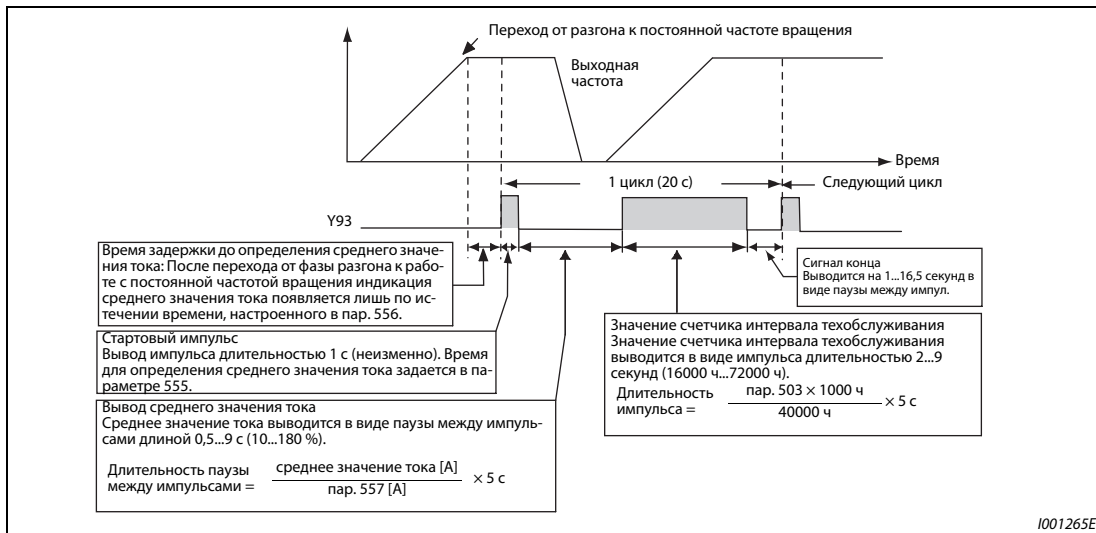 Переход от разгона к постоянной частоте вращения
Выходная
частота
Время
1 цикл (20 с)
Следующий цикл
Y93
Время задержки до определения среднего значе-
ния тока: После перехода от фазы разгона к рабо-
те с постоянной частотой вращения индикация
среднего значения тока появляется лишь по ис-
течении времени, настроенного в пар. 556.
Сигнал конца
Выводится на 1...16,5 секунд в
виде паузы между импул.
Стартовый импульс
Вывод импульса длительностью 1 с (неизменно). Время
для определения среднего значения тока задается в па-
раметре 555.
Значение счетчика интервала техобслуживания
Значение счетчика интервала техобслуживания
выводится в виде импульса длительностью 2...9
секунд (16000 ч...72000 ч).
Длительность
импульса =
пар. 503 × 1000 ч
40000 ч
× 5 с
Вывод среднего значения тока
Среднее значение тока выводится в виде паузы между импуль-
сами длиной 0,5...9 с (10...180 %).
Длительность паузы
между импульсами =
среднее значение тока [А]
пар. 557 [А]
× 5 с
I001265E